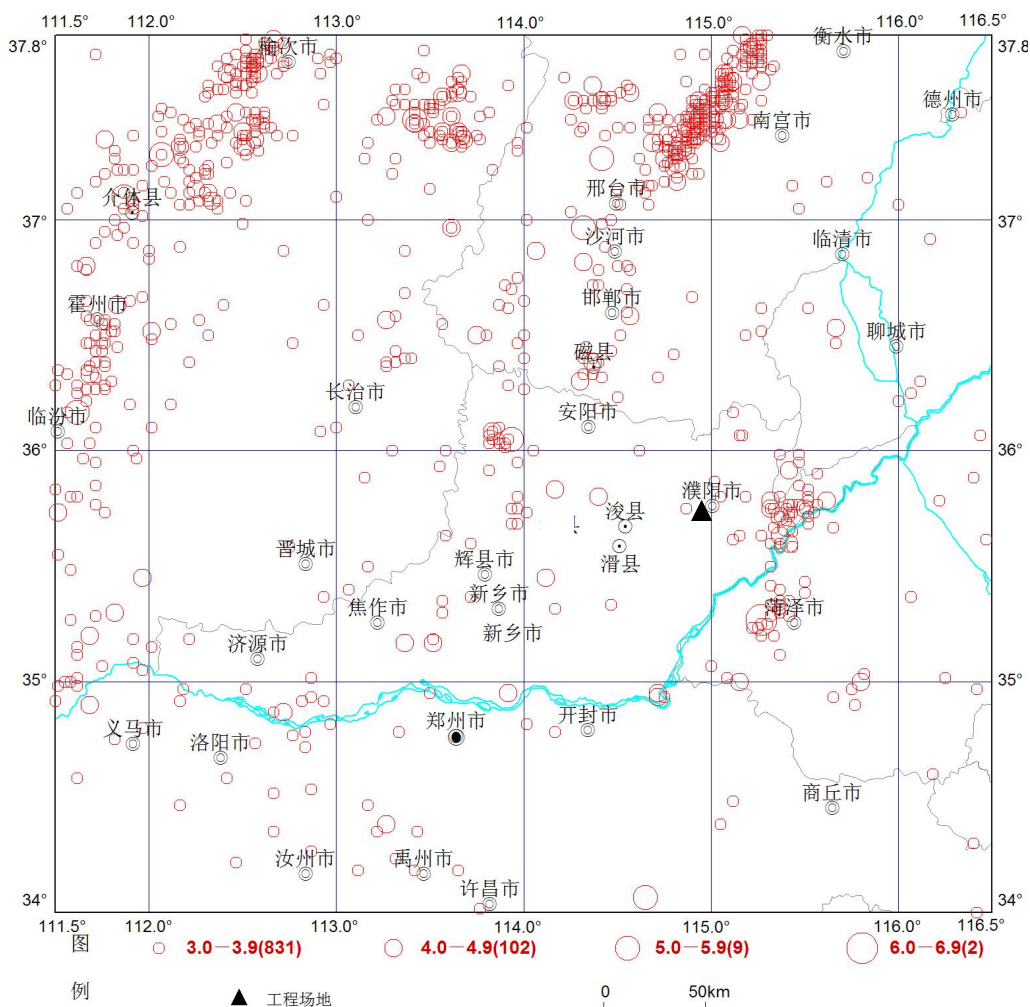 111.5° 112.0° 113.0° 114.0° 115.0° 116.0° 116.5°
37.8° 37.8
榆次市 衡水市
德州市
南宫市
邢台市
介休县
37° 37°
沙河市 临清市
霍州市 邯郸市
聊城市
磁县
长治市
临汾市 安阳市
36° 36°
濮阳市
浚县
晋城市 辉县市 滑县
新乡市
焦作市 菏泽市
新乡市
济源市
35° 35°
义马市 郑州市 开封市
洛阳市
商丘市
汝州市 禹州市
许昌市
34° 34°
111.5° 112.0° 113.0° 114.0° 115.0° 116.0° 116.5°
图 3.0－3.9(831) 4.0－4.9(102) 5.0－5.9(9) 6.0－6.9(2)
例 工程场地 0 50km